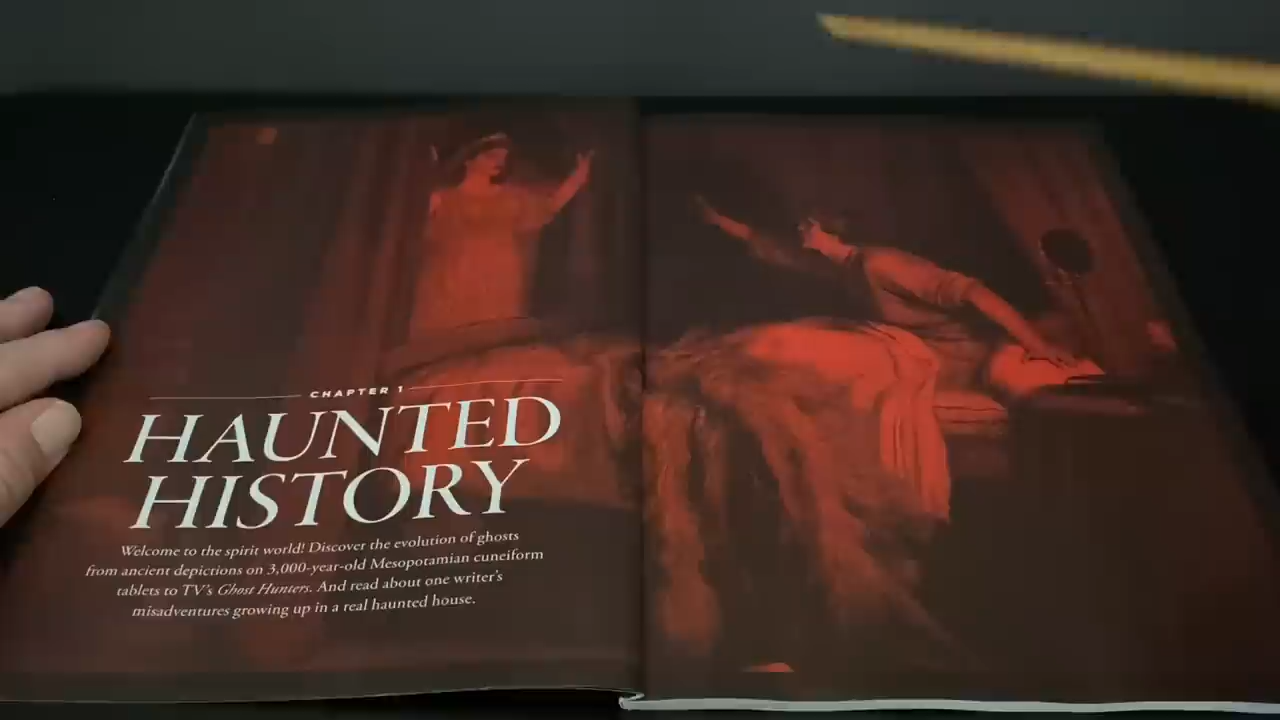 CHAPTER 1
HAUNTED
HISTORY
Welcome to the spirit world! Discover the evolution of ghosts
from ancient depictions on 3,000-year-old Mesopotamian cuneiform
tablets to TV's Ghost Hunters. And read about one writer's
misadventures growing up in a real haunted house.